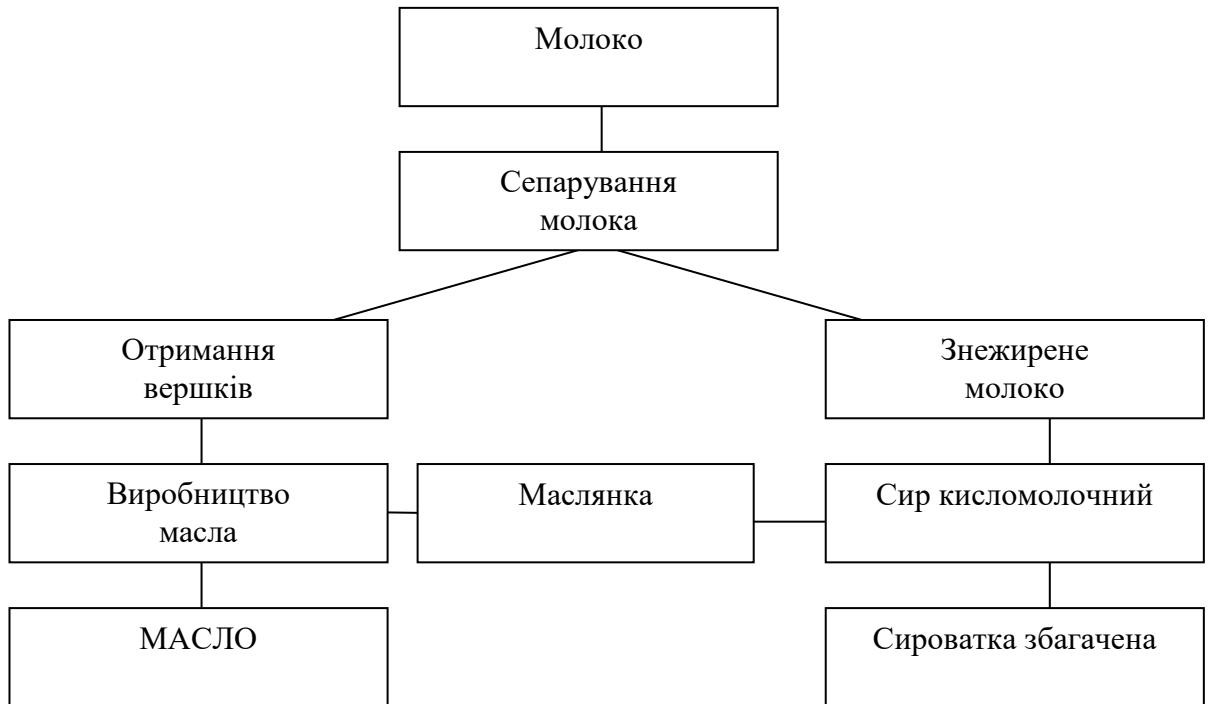 Молоко
Сепарування
молока
Отримання
вершків
Знежирене
молоко
Виробництво
масла
Маслянка
Сир кисломолочний
МАСЛО
Сироватка збагачена